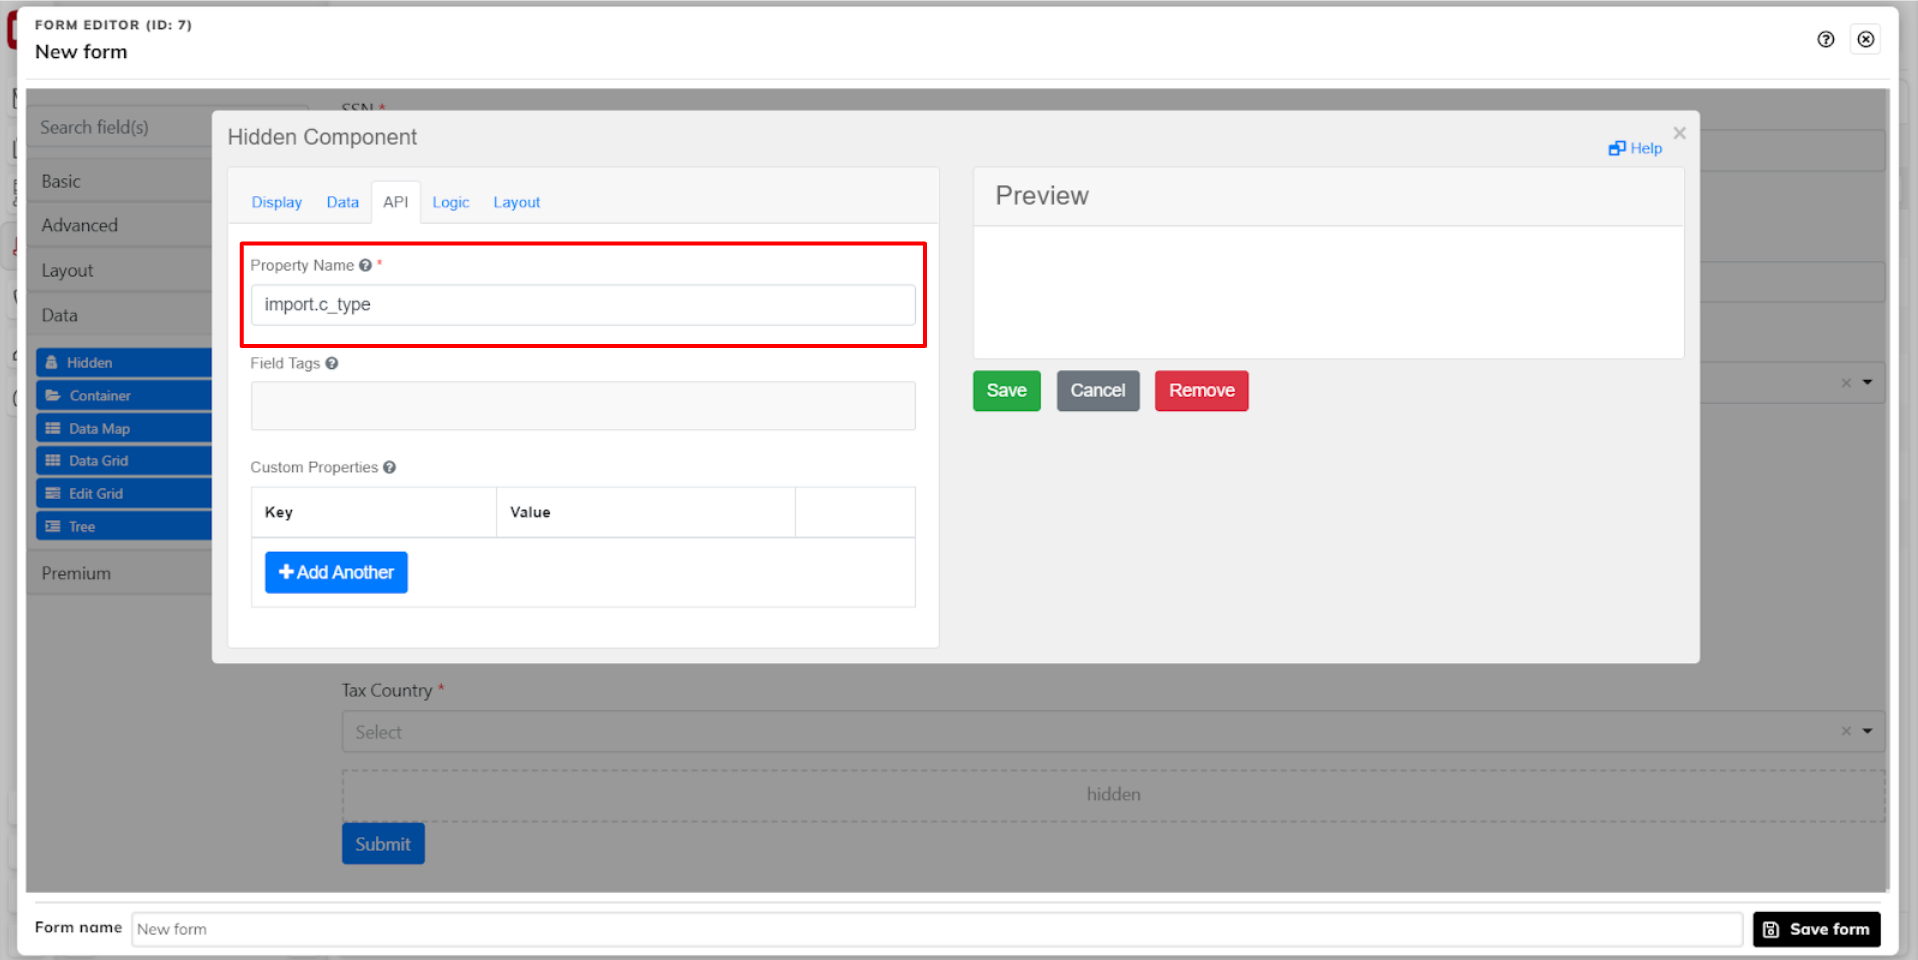 FORM EDITOR (ID: 7)
New form
SSN *
Search field(s)
Basic
Advanced
Layout
Data
Hidden
Container
Data Map
Data Grid
Edit Grid
Tree
Premium
Hidden Component
Help
Display Data API Logic Layout
Property Name *
import.c_type
Field Tags
Custom Properties
Key Value
Add Another
Preview
Save Cancel Remove
Tax Country *
Select
hidden
Submit
Form name New form
Save form